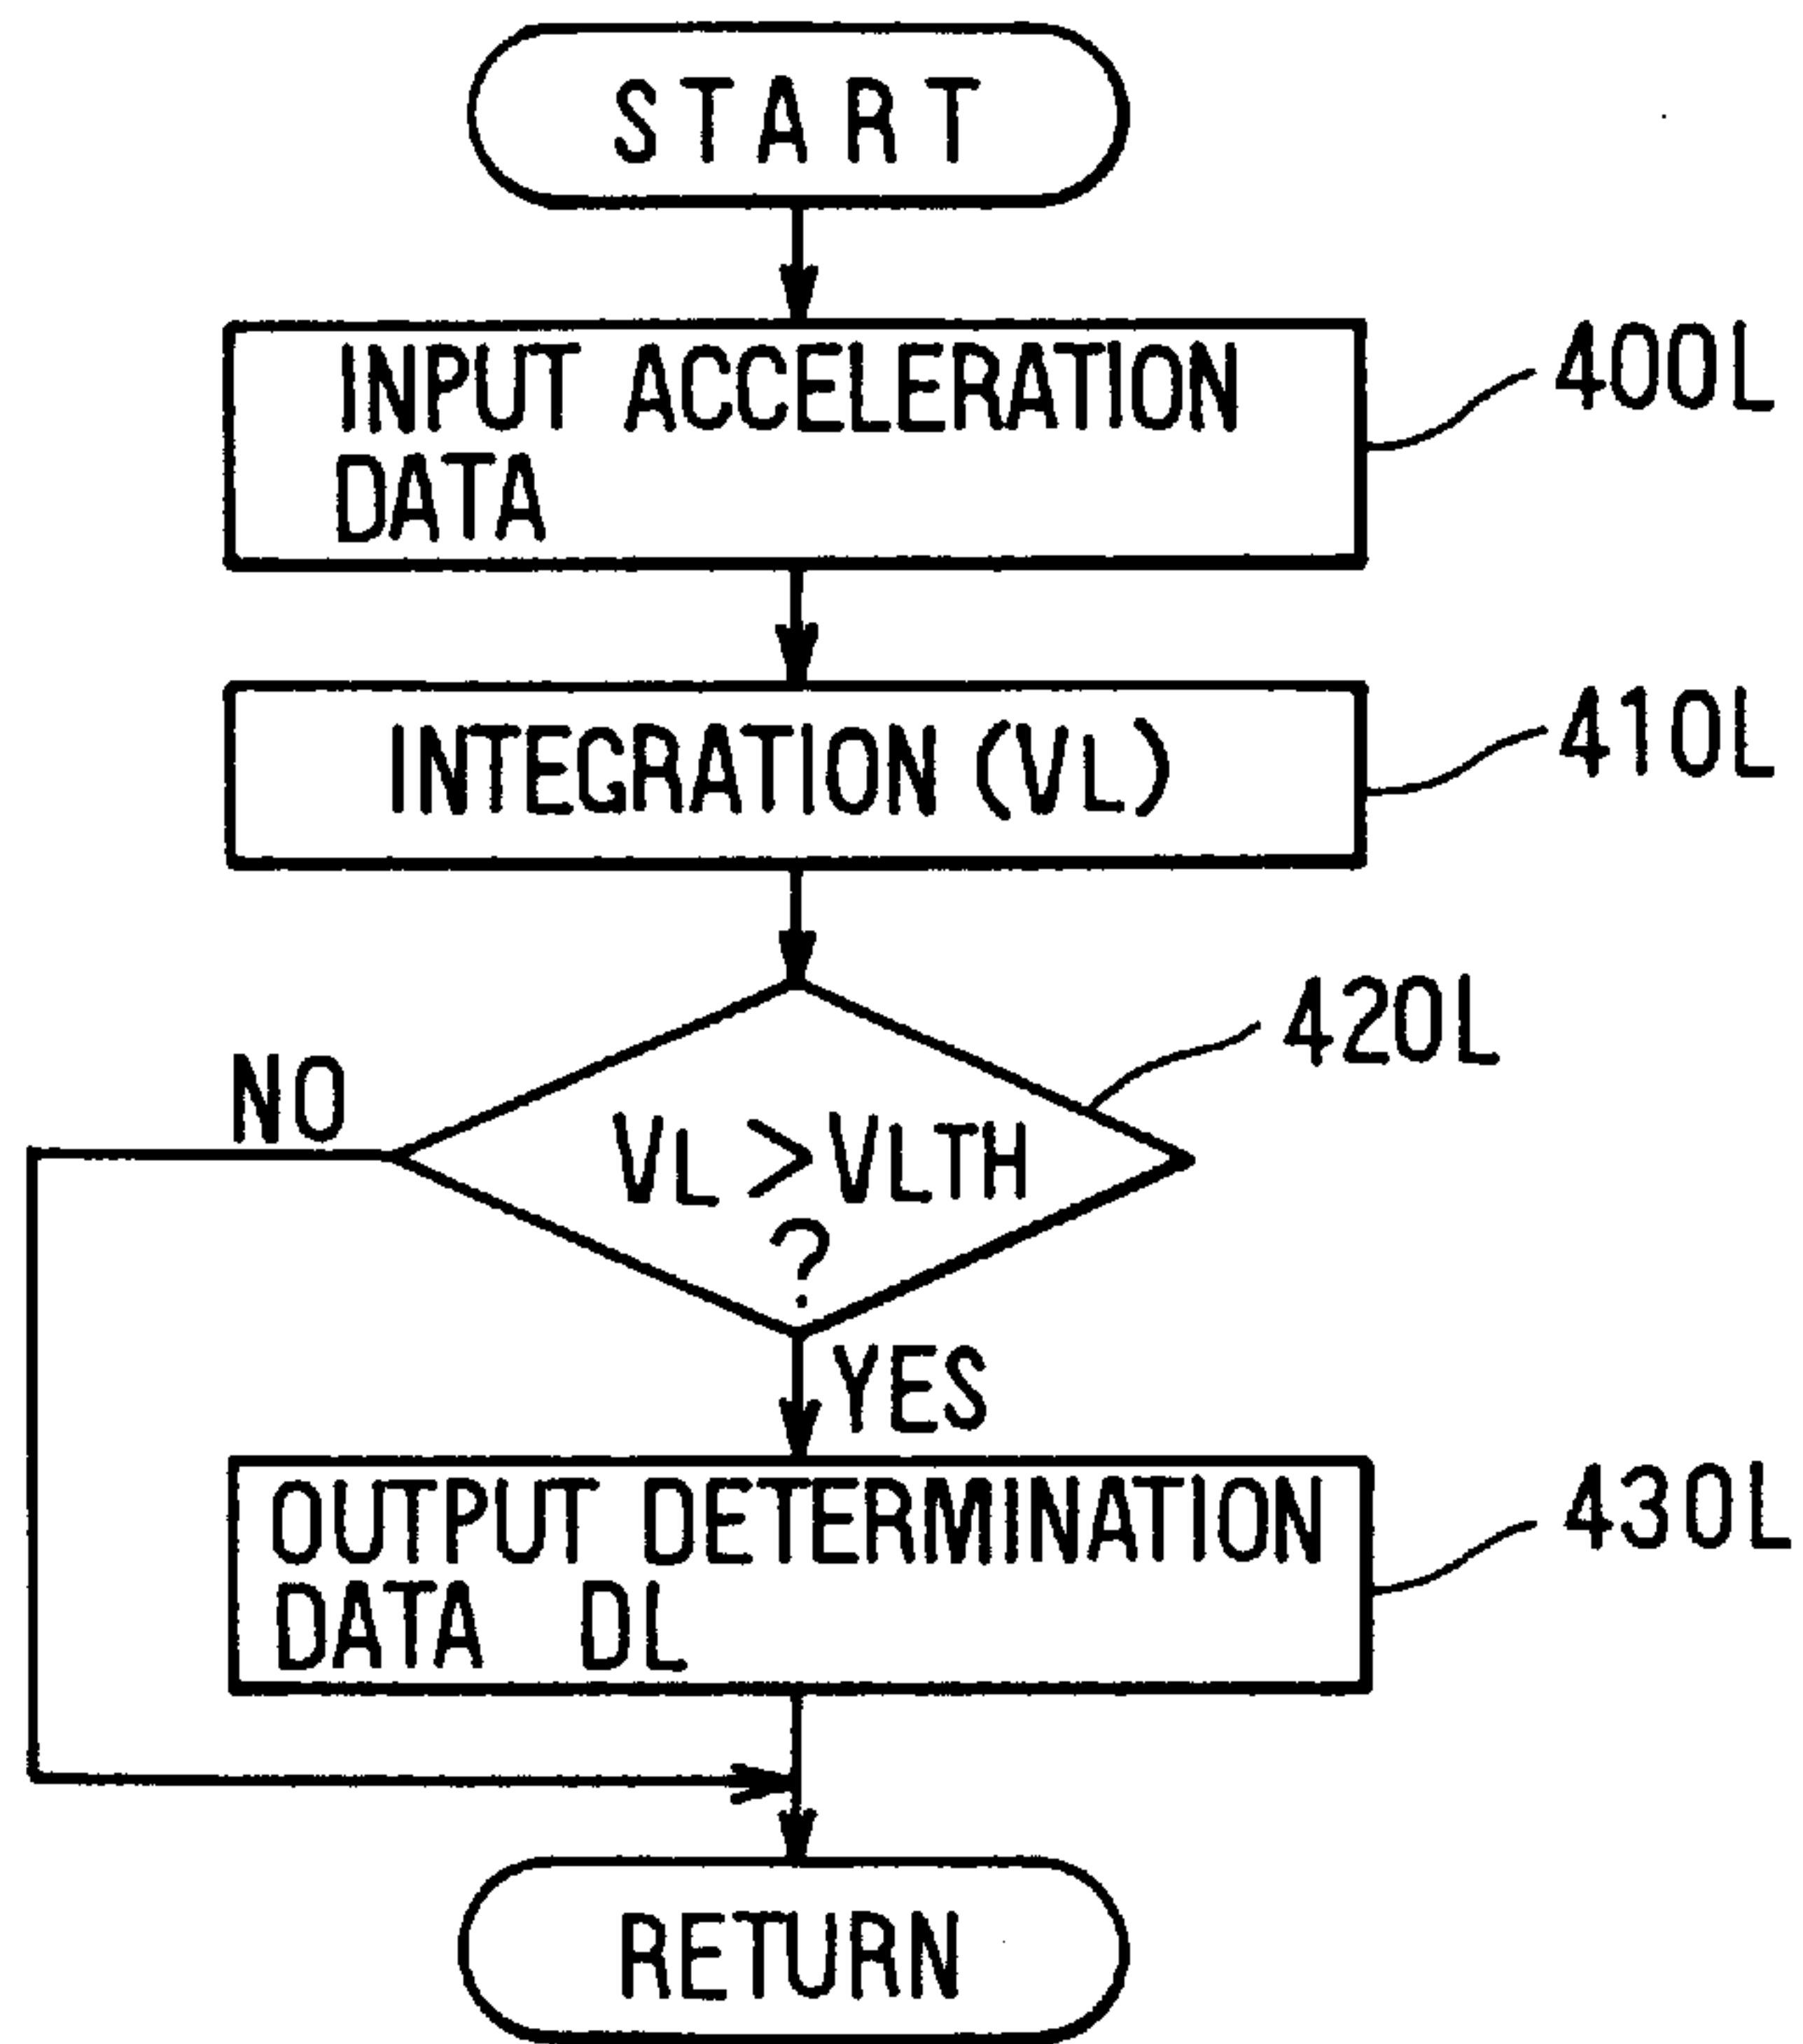 START
INPUT ACCELERATION
DATA
400L
INTEGRATION (VL)
410L
420L
NO
VL > VLTH
?
YES
OUTPUT DETERMINATION
DATA DL
430L
RETURN